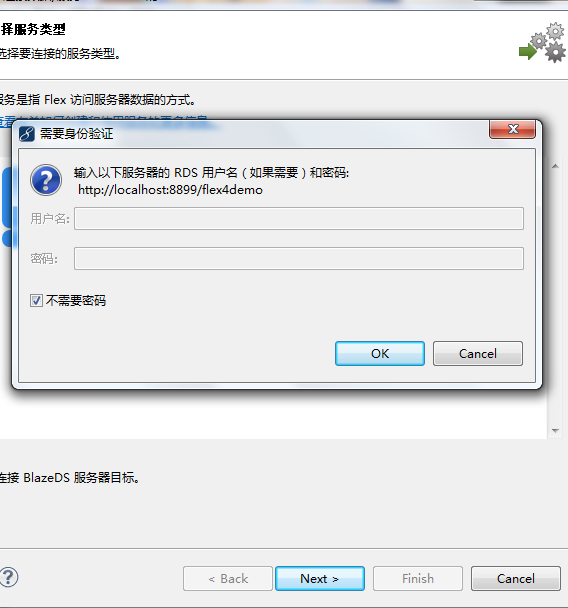 择服务类型
选择要连接的服务类型。
服务是指 Flex 访问服务器数据的方式。
需要身份验证
输入以下服务器的 RDS 用户名（如果需要）和密码:
http://localhost:8899/flex4demo
用户名:
密码:
不需要密码
OK
Cancel
连接 BlazeDS 服务器目标。
< Back
Next >
Finish
Cancel